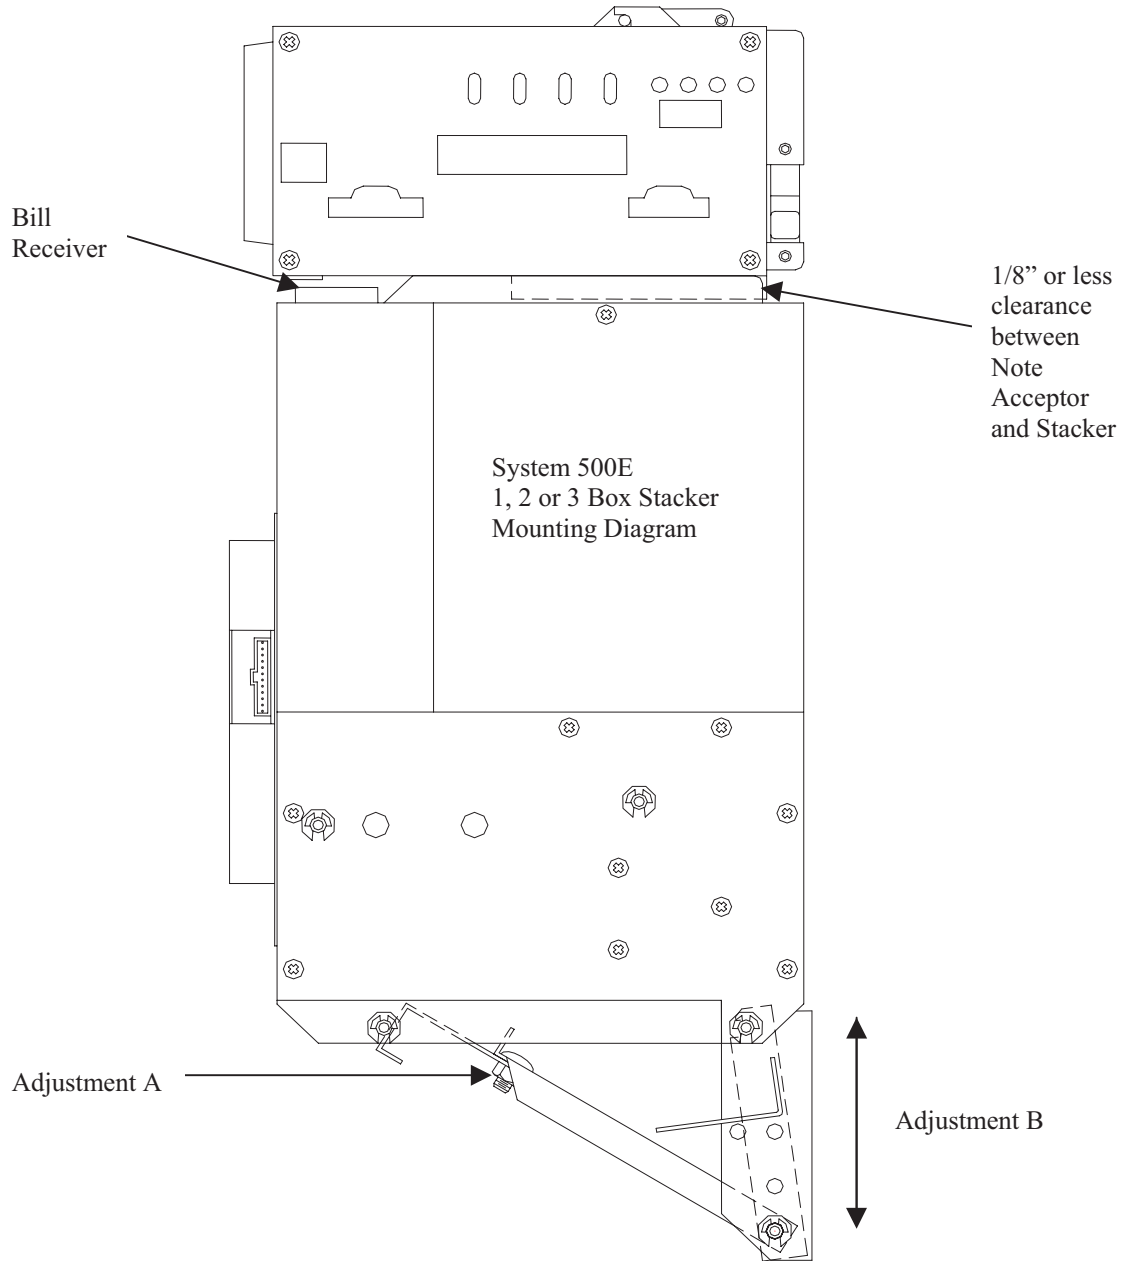 Bill
Receiver
1/8” or less
clearance
between
Note
Acceptor
and Stacker
System 500E
1, 2 or 3 Box Stacker
Mounting Diagram
Adjustment A
Adjustment B